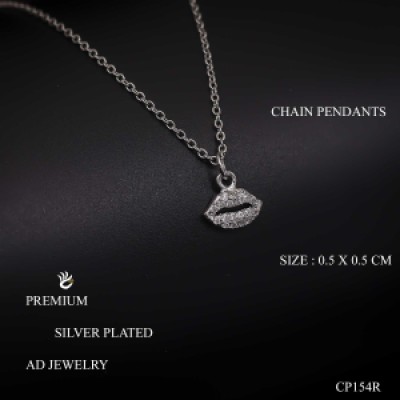 CHAIN PENDANTS
SIZE : 0.5 X 0.5 CM
PREMIUM
SILVER PLATED
AD JEWELRY
CP154R